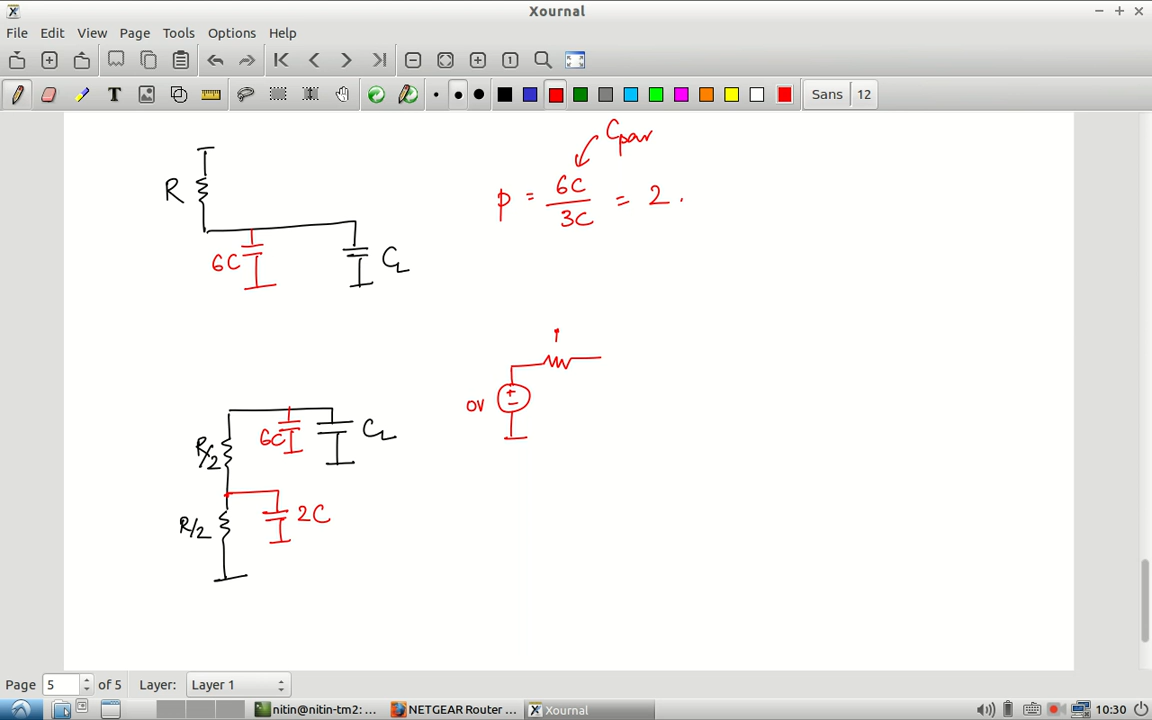 Xournal
File Edit View Page Tools Options Help
Sans 12
Cpar
p = 6C / 3C = 2.
R
6C
CL
0V
R/2
6C
CL
R/2
2C
Page 5 of 5 Layer: Layer 1
nitin@nitin-tm2: ... NETGEAR Router ... Xournal 10:30